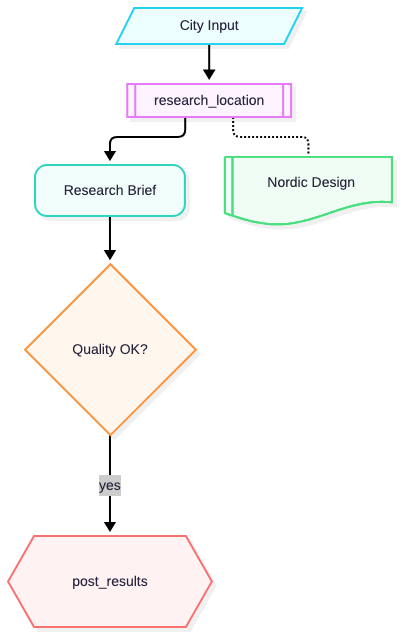 City Input
research_location
Research Brief
Nordic Design
Quality OK?
yes
post_results